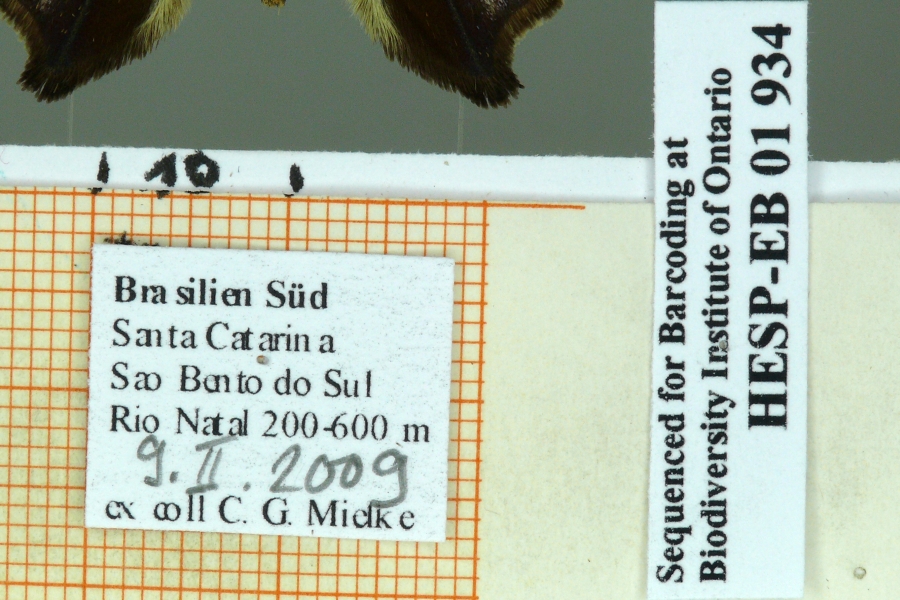 10
Brasilien Süd
Santa Catarina
Sao Bento do Sul
Rio Natal 200-600 m
9. II. 2009
ex coll C. G. Mielke
Sequenced for Barcoding at
Biodiversity Institute of Ontario
HESP-EB 01 934